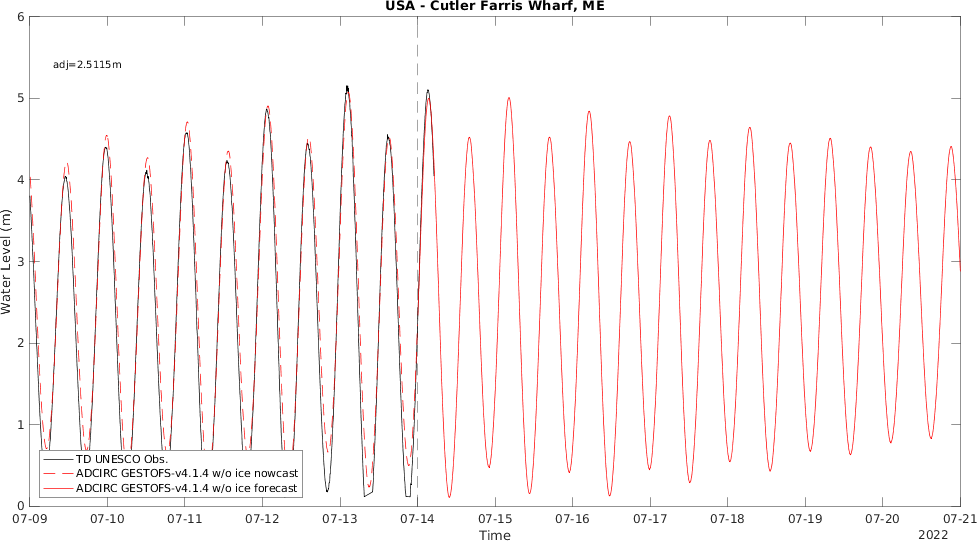 USA - Cutler Farris Wharf, ME
6
adj=2.5115m
5
4
3
2
1
0
Water Level (m)
TD UNESCO Obs.
ADCIRC GESTOFS-v4.1.4 w/o ice nowcast
ADCIRC GESTOFS-v4.1.4 w/o ice forecast
07-09 07-10 07-11 07-12 07-13 07-14 07-15 07-16 07-17 07-18 07-19 07-20 07-21
Time
2022